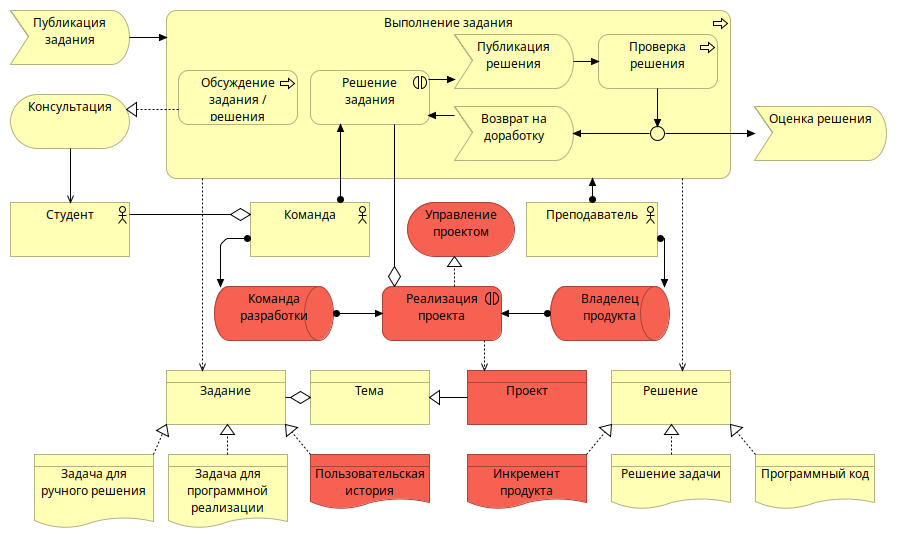 Публикация
задания
Выполнение задания
Публикация
решения
Проверка
решения
Обсуждение
задания /
решения
Решение
задания
Консультация
Возврат на
доработку
Оценка решения
Студент
Команда
Управление
проектом
Преподаватель
Команда
разработки
Реализация
проекта
Владелец
продукта
Задание
Тема
Проект
Решение
Задача для
ручного решения
Задача для
программной
реализации
Пользовательская
история
Инкремент
продукта
Решение задачи
Программный код